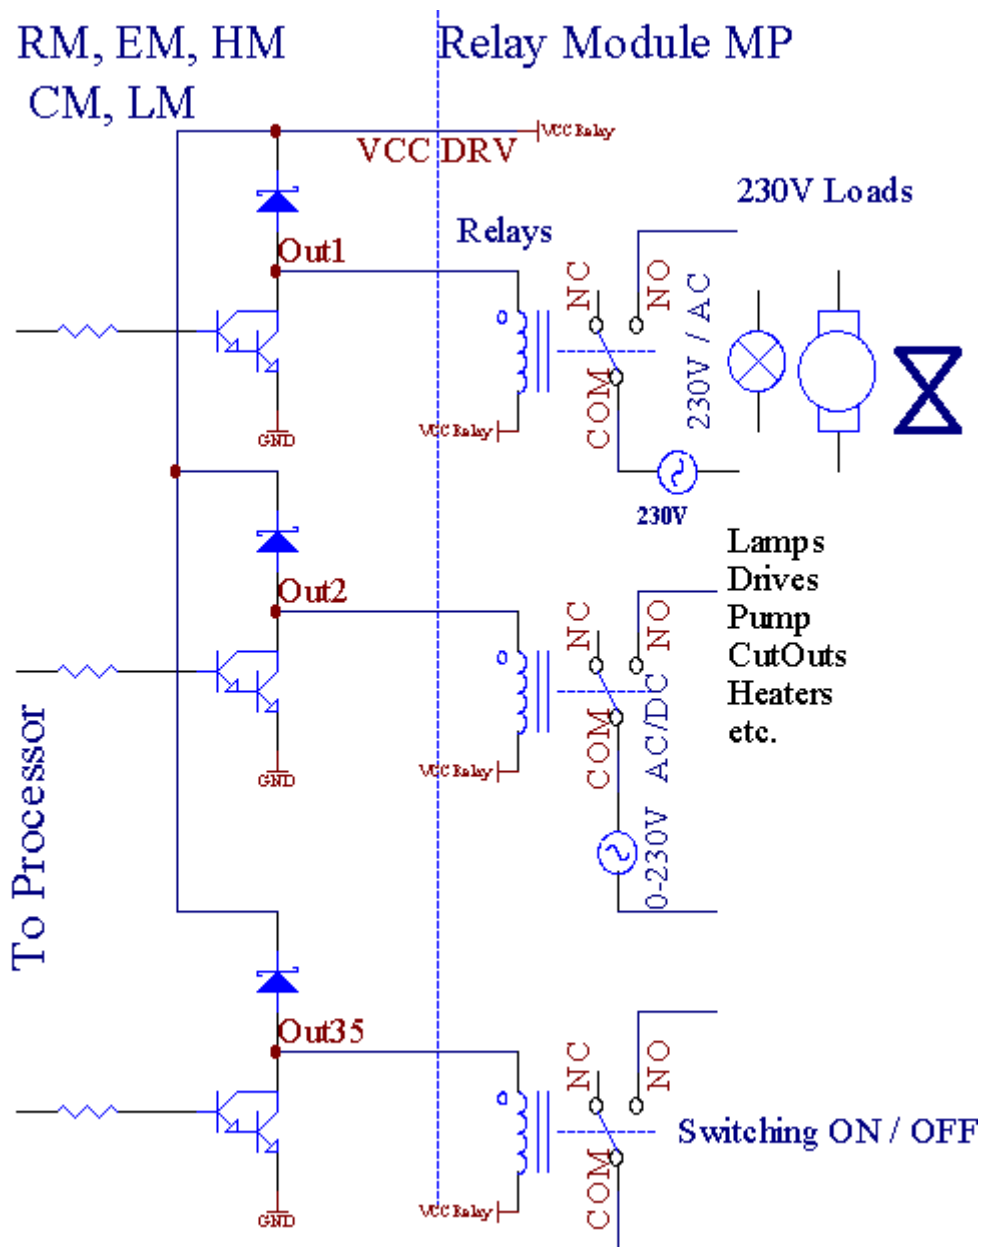 RM, EM, HM
CM, LM
Relay Module MP
VCC DRV
VCC Relay
230V Loads
Relays
Out1
NC
NO
COM
230V / AC
GND
VCC Relay
230V
Lamps
Drives
Pump
CutOuts
Heaters
etc.
Out2
NC
NO
COM
0-230V AC/DC
GND
VCC Relay
To Processor
Out35
NC
NO
COM
Switching ON / OFF
GND
VCC Relay